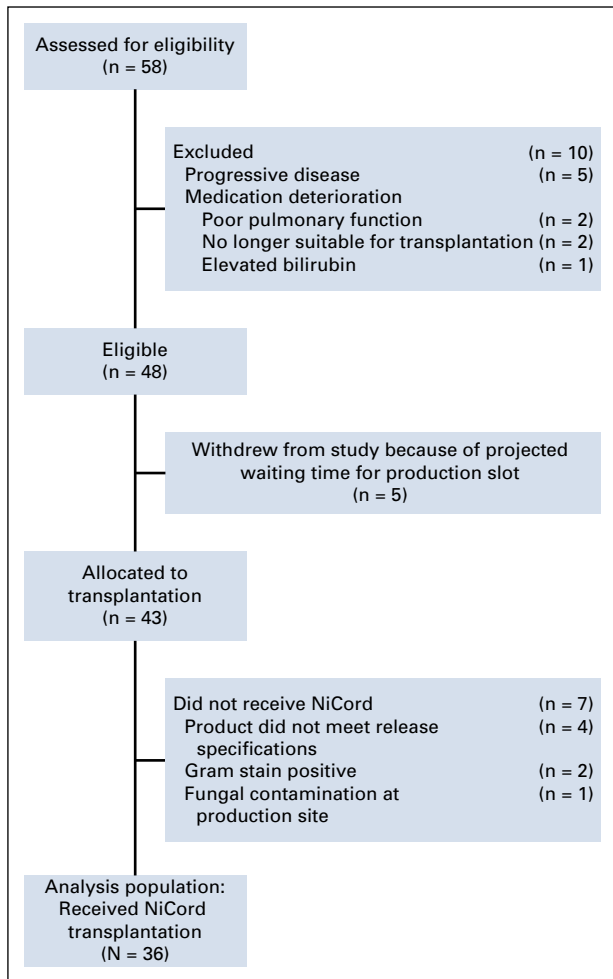 Assessed for eligibility
(n = 58)
Excluded (n = 10)
Progressive disease (n = 5)
Medication deterioration
Poor pulmonary function (n = 2)
No longer suitable for transplantation (n = 2)
Elevated bilirubin (n = 1)
Eligible
(n = 48)
Withdrew from study because of projected
waiting time for production slot
(n = 5)
Allocated to
transplantation
(n = 43)
Did not receive NiCord (n = 7)
Product did not meet release (n = 4)
specifications
Gram stain positive (n = 2)
Fungal contamination at (n = 1)
production site
Analysis population:
Received NiCord
transplantation
(N = 36)